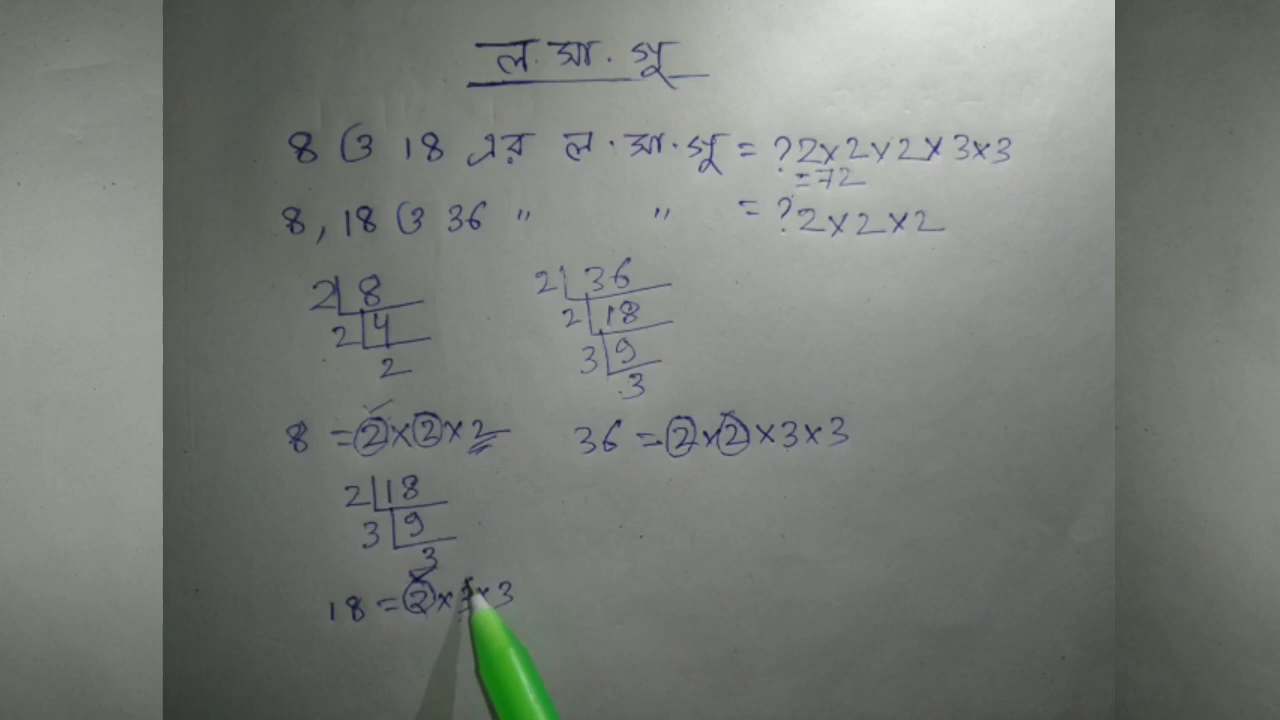 ল. সা. গু
8 ও 18 এর ল. সা. গু = ? 2×2×2×3×3
=72
8, 18 ও 36 " " = ? 2×2×2
2 8
2 4
2
2 36
2 18
3 9
3
8 = 2×2×2
36 = 2×2×3×3
2 18
3 9
3
18 = 2×3×3